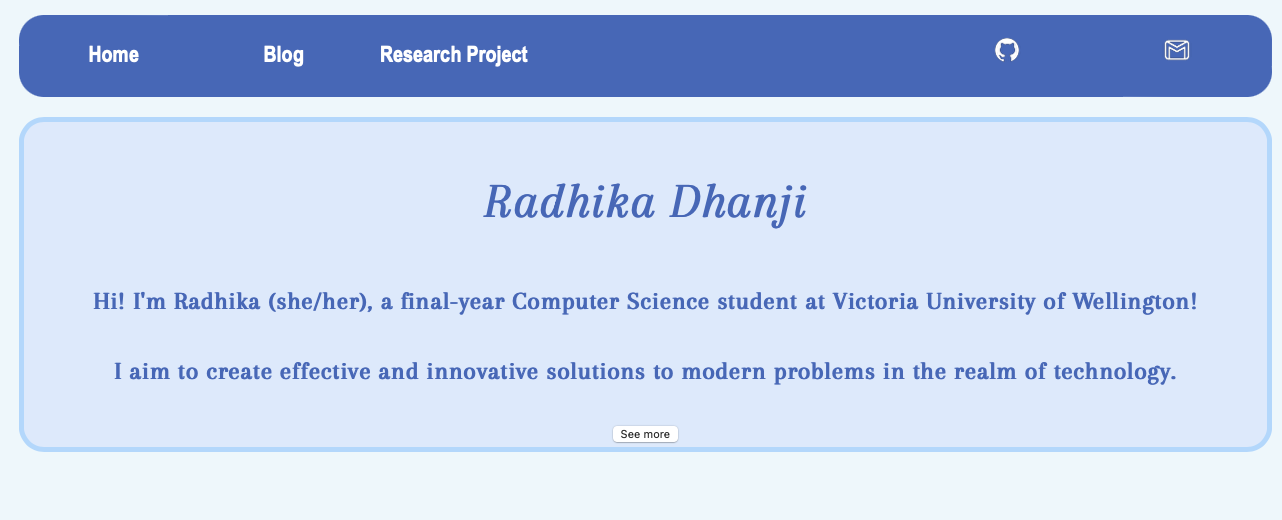 Home Blog Research Project
Radhika Dhanji
Hi! I'm Radhika (she/her), a final-year Computer Science student at Victoria University of Wellington!
I aim to create effective and innovative solutions to modern problems in the realm of technology.
See more